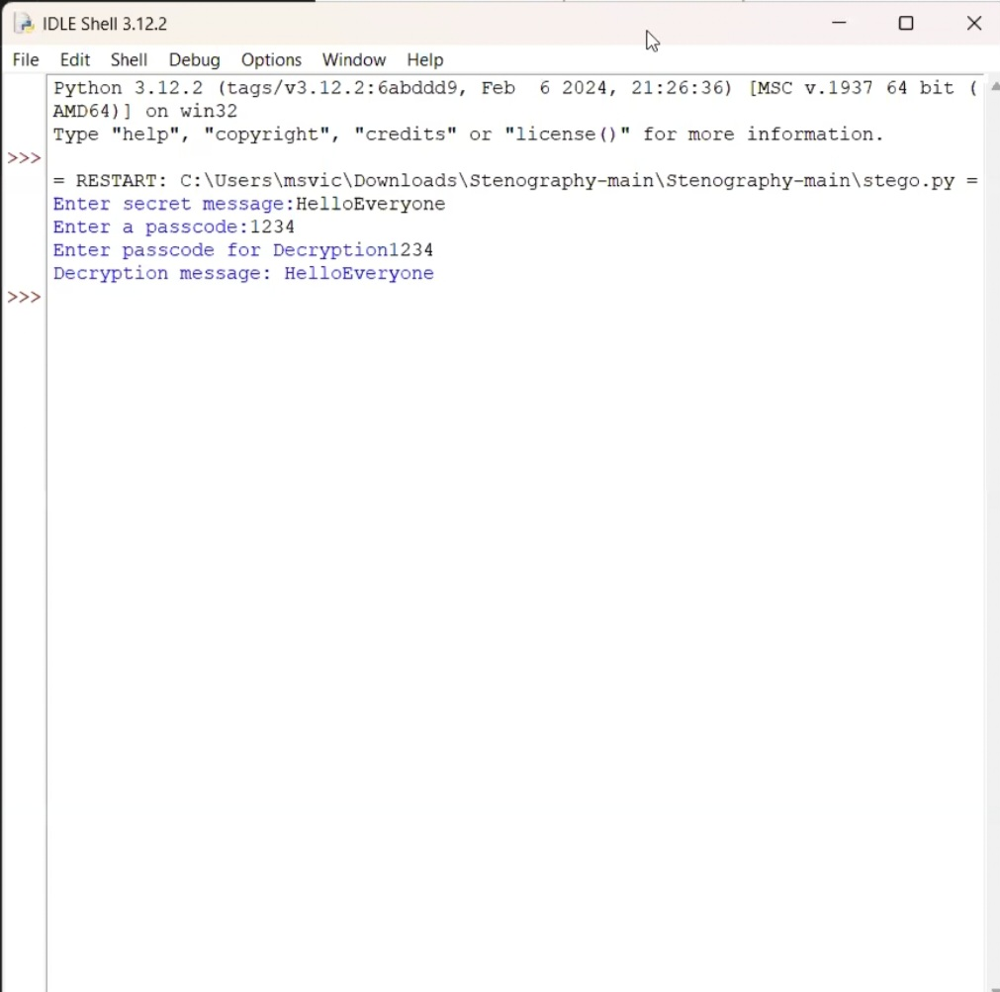 IDLE Shell 3.12.2
File Edit Shell Debug Options Window Help
Python 3.12.2 (tags/v3.12.2:6abddd9, Feb  6 2024, 21:26:36) [MSC v.1937 64 bit (
AMD64)] on win32
Type "help", "copyright", "credits" or "license()" for more information.
>>>
= RESTART: C:\Users\msvic\Downloads\Stenography-main\Stenography-main\stego.py =
Enter secret message:HelloEveryone
Enter a passcode:1234
Enter passcode for Decryption1234
Decryption message: HelloEveryone
>>>